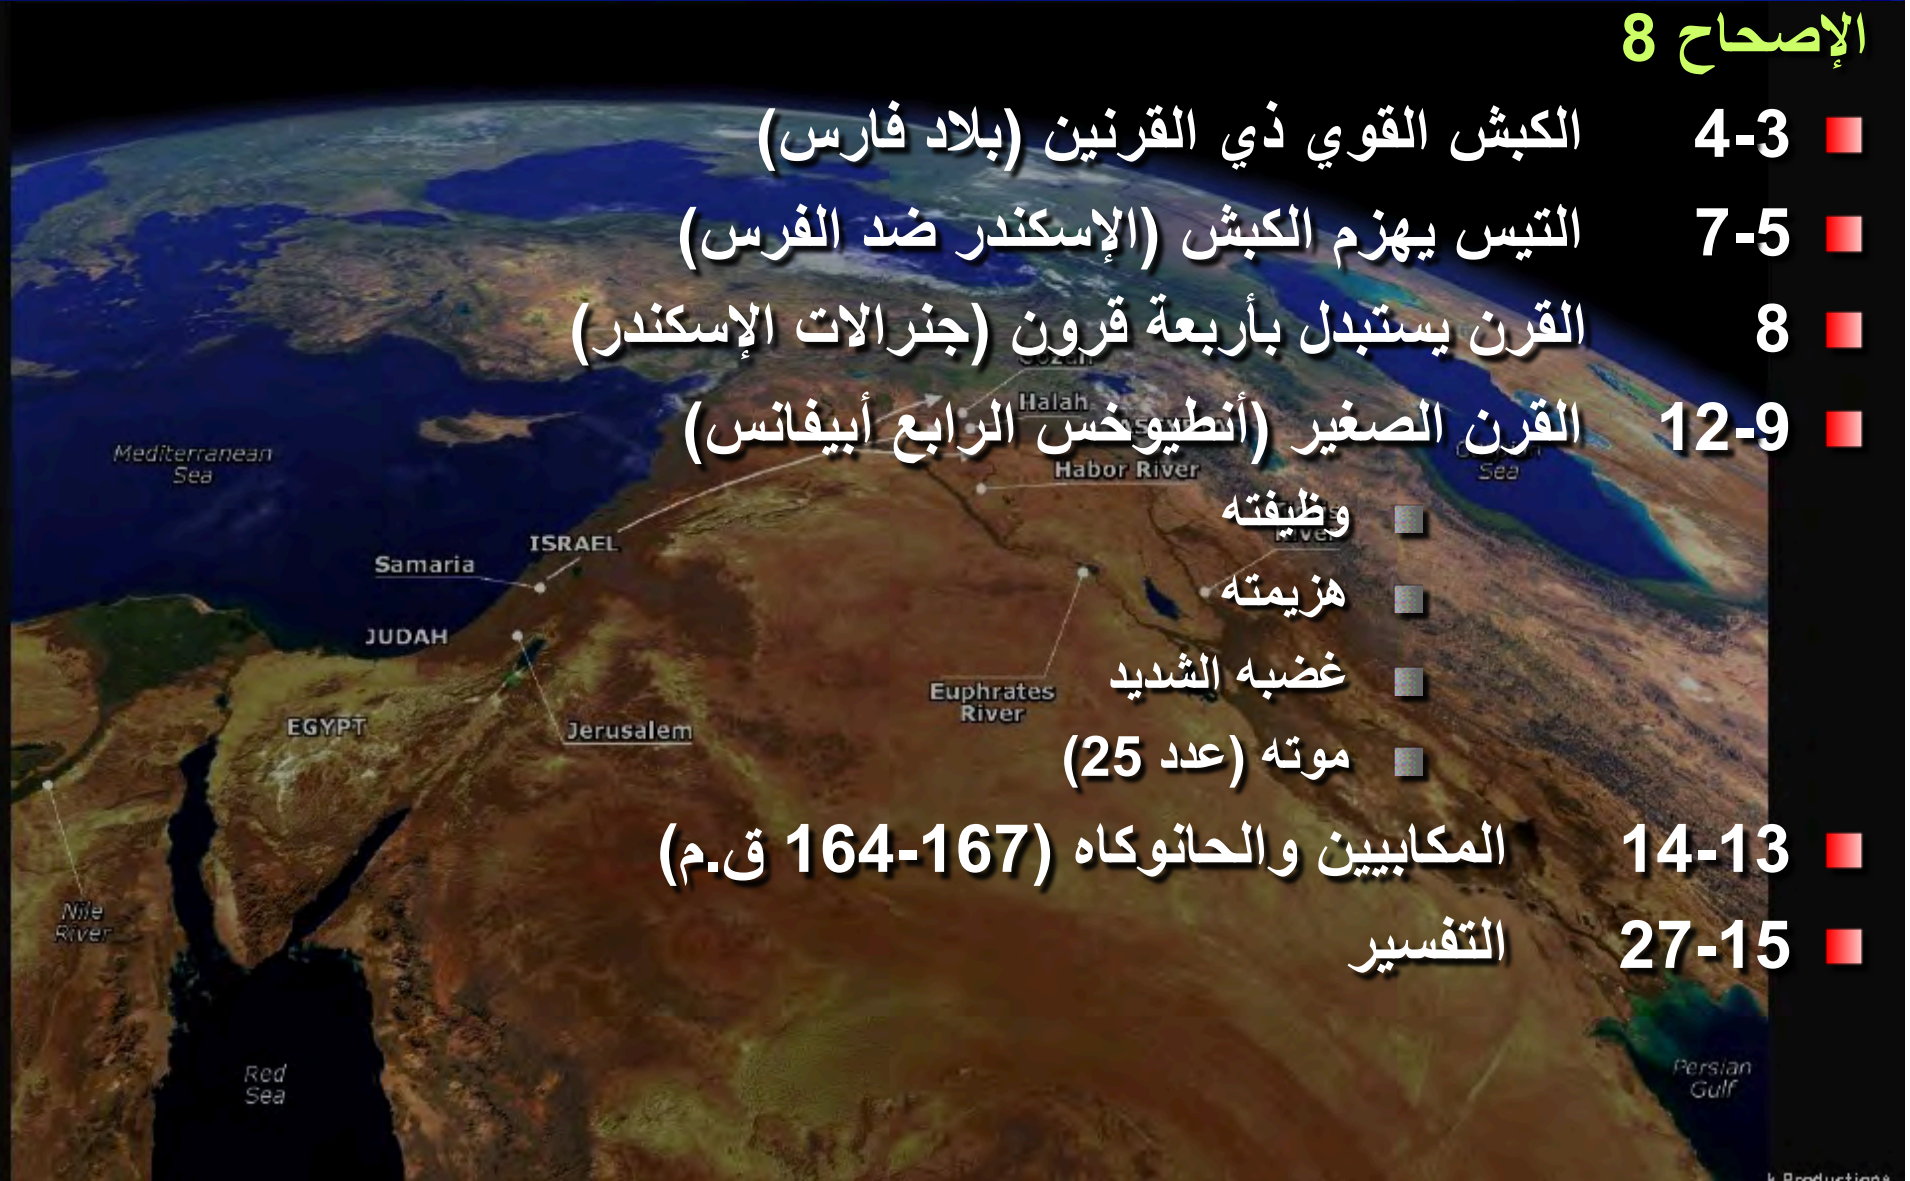 الإصحاح 8
3-4 الكبش القوي ذي القرنين (بلاد فارس)
5-7 التيس يهزم الكبش (الإسكندر ضد الفرس)
8 القرن يستبدل بأربعة قرون (جنرالات الإسكندر)
9-12 القرن الصغير (أنطيوخس الرابع أبيفانس)
وظيفته
هزيمته
غضبه الشديد
موته (عدد 25)
13-14 المكابيين والحانوكاه (167-164 ق.م)
15-27 التفسير
Halah
Mediterranean
Sea
Habor River
Sea
ISRAEL
Samaria
JUDAH
Euphrates
River
EGYPT
Jerusalem
Nile
River
Red
Sea
Persian
Gulf
Productions